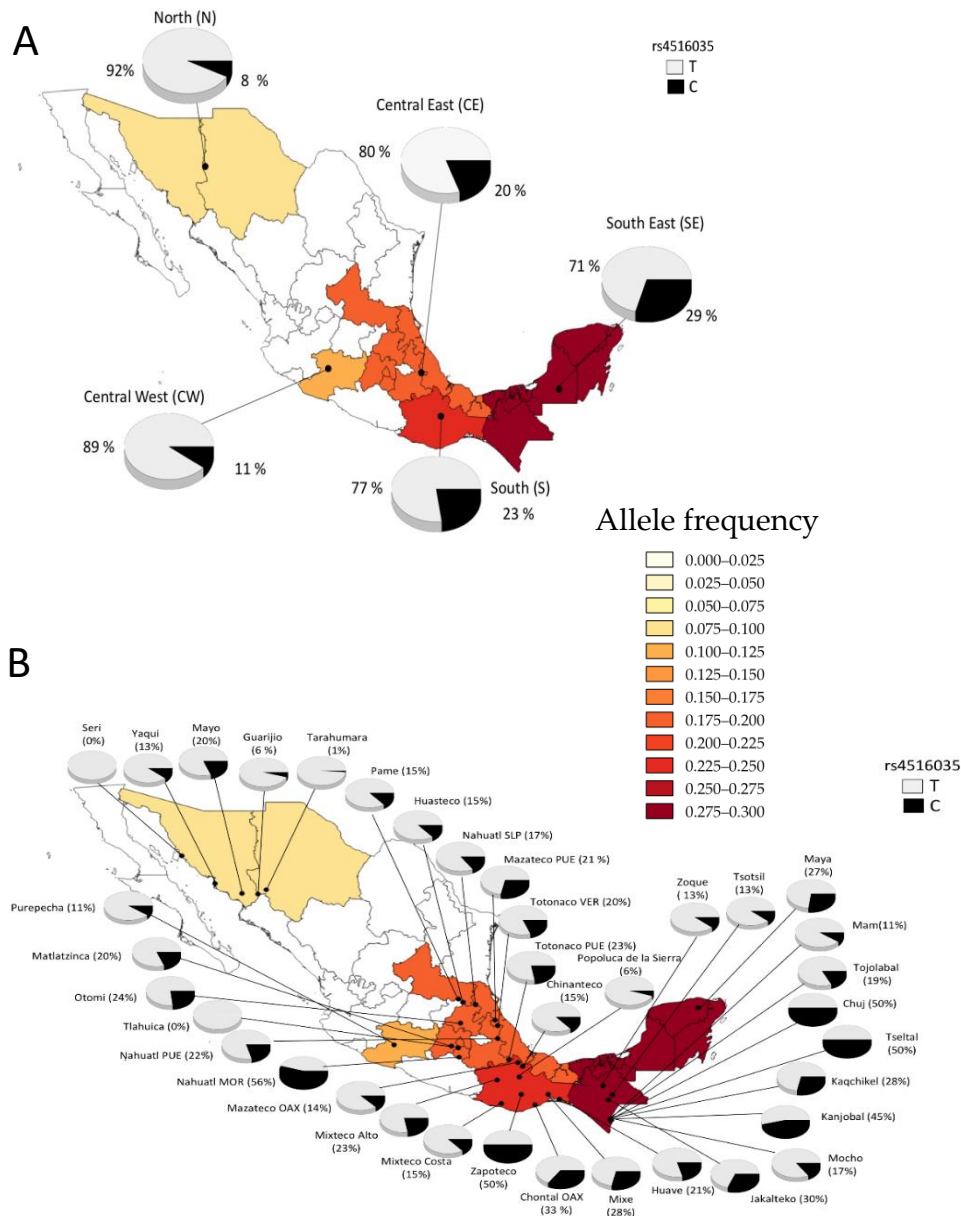 A
North (N)
92%
8 %
rs4516035
T
C
Central East (CE)
80 %
20 %
South East (SE)
71 %
29 %
Central West (CW)
89 %
11 %
77 %
South (S)
23 %
Allele frequency
0.000–0.025
0.025–0.050
0.050–0.075
0.075–0.100
0.100–0.125
0.125–0.150
0.150–0.175
0.175–0.200
0.200–0.225
0.225–0.250
0.250–0.275
0.275–0.300
B
Seri
(0%)
Yaqui
(13%)
Mayo
(20%)
Guarijio
(6 %)
Tarahumara
(1%)
Pame (15%)
Huasteco (15%)
Nahuatl SLP (17%)
Mazateco PUE (21 %)
Totonaco VER (20%)
Totonaco PUE (23%)
Popoluca de la Sierra
(6%)
Chinanteco
(15%)
rs4516035
T
C
Zoque
(13%)
Tsotsil
(13%)
Maya
(27%)
Mam(11%)
Tojolabal
(19%)
Chuj (50%)
Tseltal
(50%)
Kaqchikel (28%)
Kanjobal (45%)
Mocho
(17%)
Jakalteko (30%)
Huave (21%)
Mixe
(28%)
Chontal OAX
(33 %)
Zapoteco
(50%)
Mixteco Costa
(15%)
Mixteco Alto
(23%)
Mazateco OAX (14%)
Nahuatl MOR (56%)
Nahuatl PUE (22%)
Tlahuica (0%)
Otomi (24%)
Matlatzinca (20%)
Purepecha (11%)